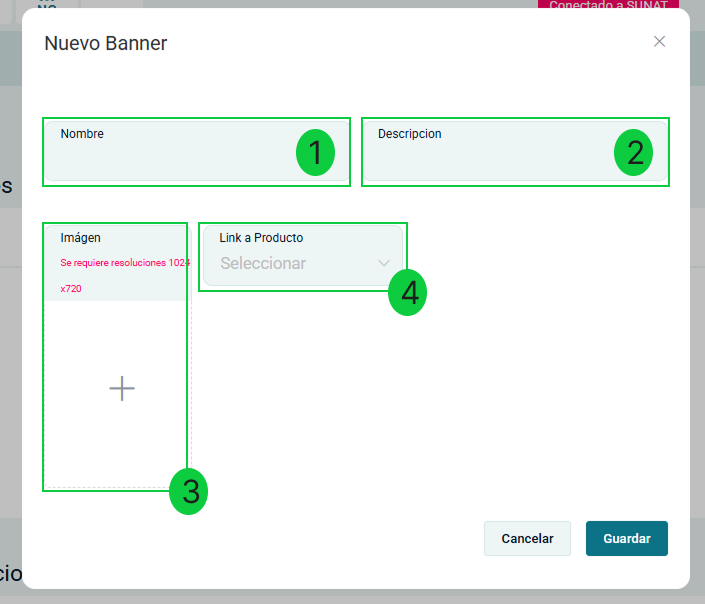 Conectado a SUNAT
Nuevo Banner
Nombre
1
Descripcion
2
Imágen
Se requiere resoluciones 1024
x720
Link a Producto
Seleccionar
4
3
Cancelar
Guardar